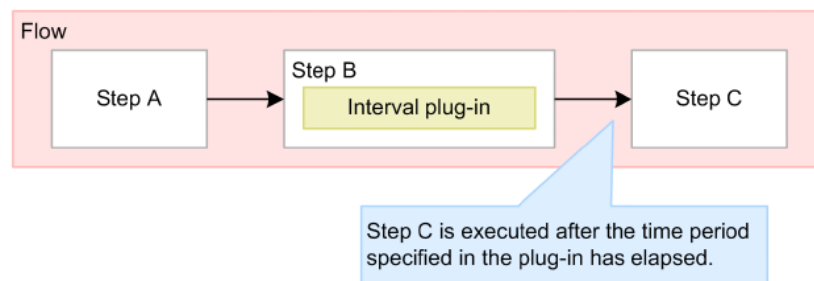 Flow
Step A
Step B
Interval plug-in
Step C
Step C is executed after the time period
specified in the plug-in has elapsed.